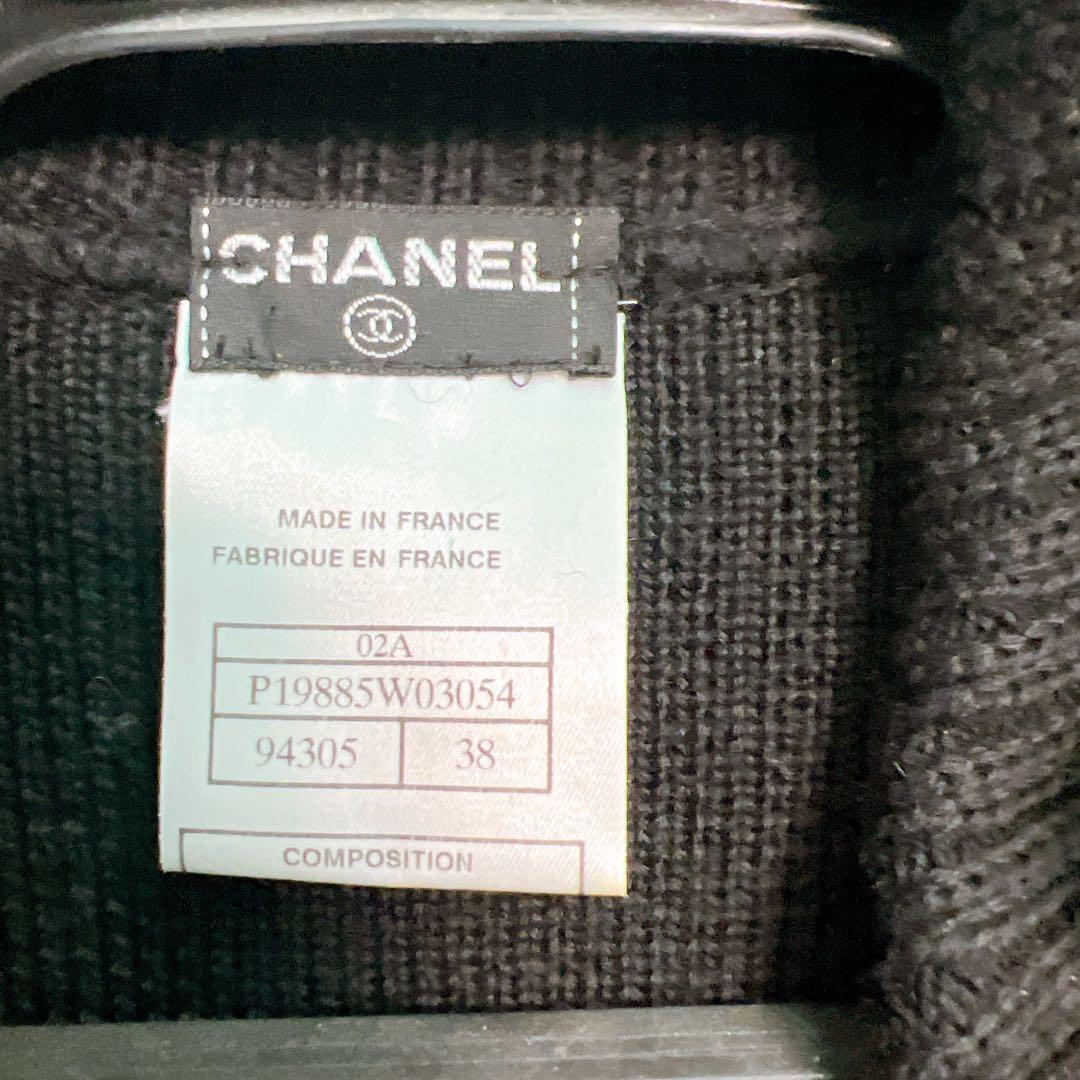 CHANEL
MADE IN FRANCE
FABRIQUE EN FRANCE
02A
P19885W03054
94305 38
COMPOSITION